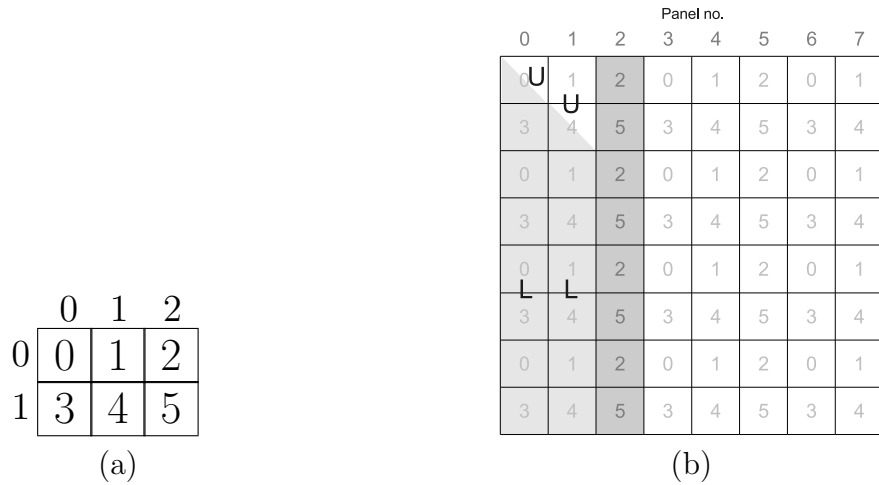 Panel no.
0 1 2 3 4 5 6 7
0 U 1 2 0 1 2 0 1
U
3 4 5 3 4 5 3 4
0 1 2 0 1 2 0 1
3 4 5 3 4 5 3 4
0 1 2 0 1 2 0 1
L L
3 4 5 3 4 5 3 4
0 1 2 0 1 2 0 1
3 4 5 3 4 5 3 4
0 1 2
0 0 1 2
1 3 4 5
(a)
(b)